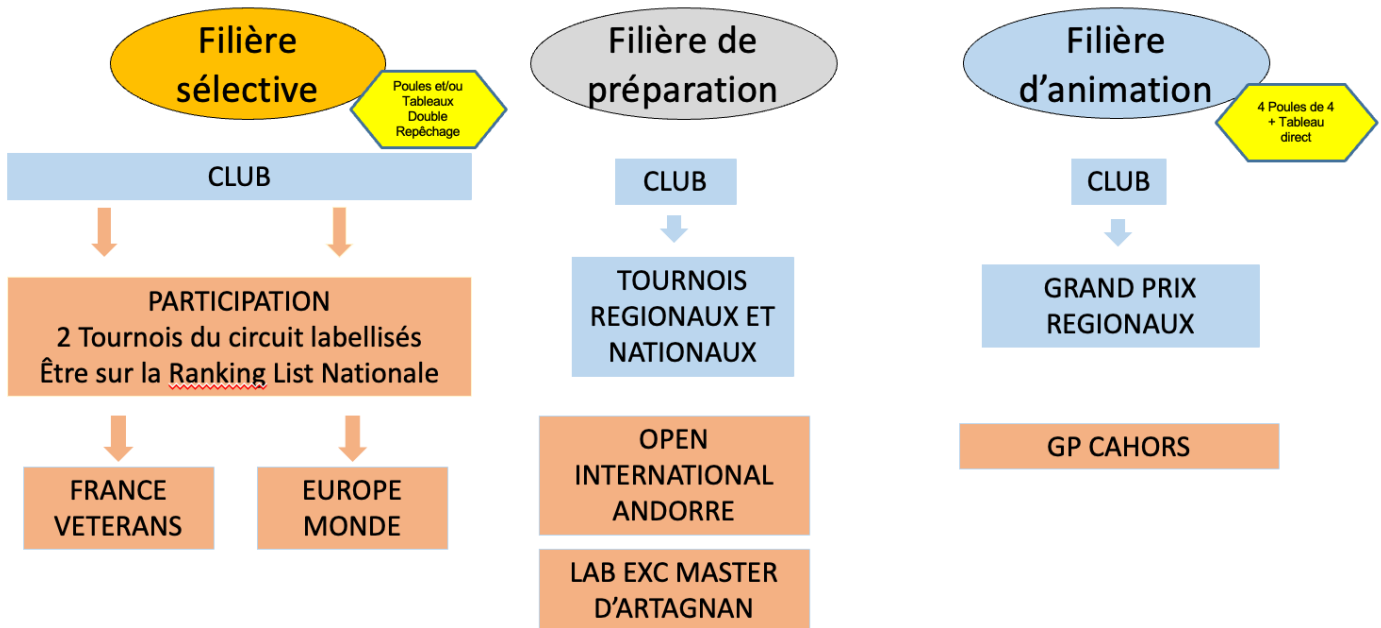 Filière
sélective
Poules et/ou
Tableaux
Double
Repêchage
CLUB
PARTICIPATION
2 Tournois du circuit labellisés
Être sur la Ranking List Nationale
FRANCE
VETERANS
EUROPE
MONDE
Filière de
préparation
CLUB
TOURNOIS
REGIONAUX ET
NATIONAUX
OPEN
INTERNATIONAL
ANDORRE
LAB EXC MASTER
D’ARTAGNAN
Filière
d’animation
4 Poules de 4
+ Tableau
direct
CLUB
GRAND PRIX
REGIONAUX
GP CAHORS